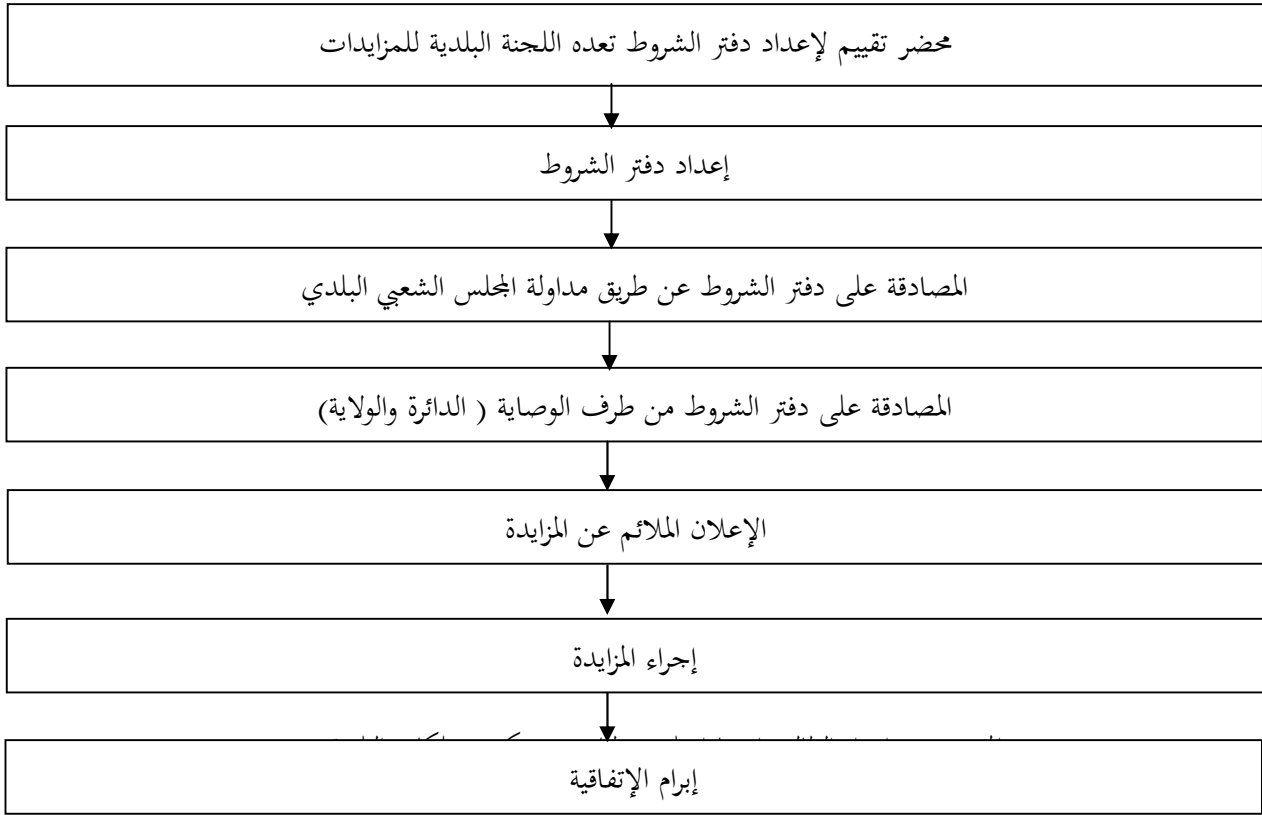 محضر تقييم لإعداد دفتر الشروط تعده اللجنة البلدية للمزايدات
إعداد دفتر الشروط
المصادقة على دفتر الشروط عن طريق مداولة المجلس الشعبي البلدي
المصادقة على دفتر الشروط من طرف الوصاية ( الدائرة والولاية)
الإعلان الملائم عن المزايدة
إجراء المزايدة
إبرام الإتفاقية